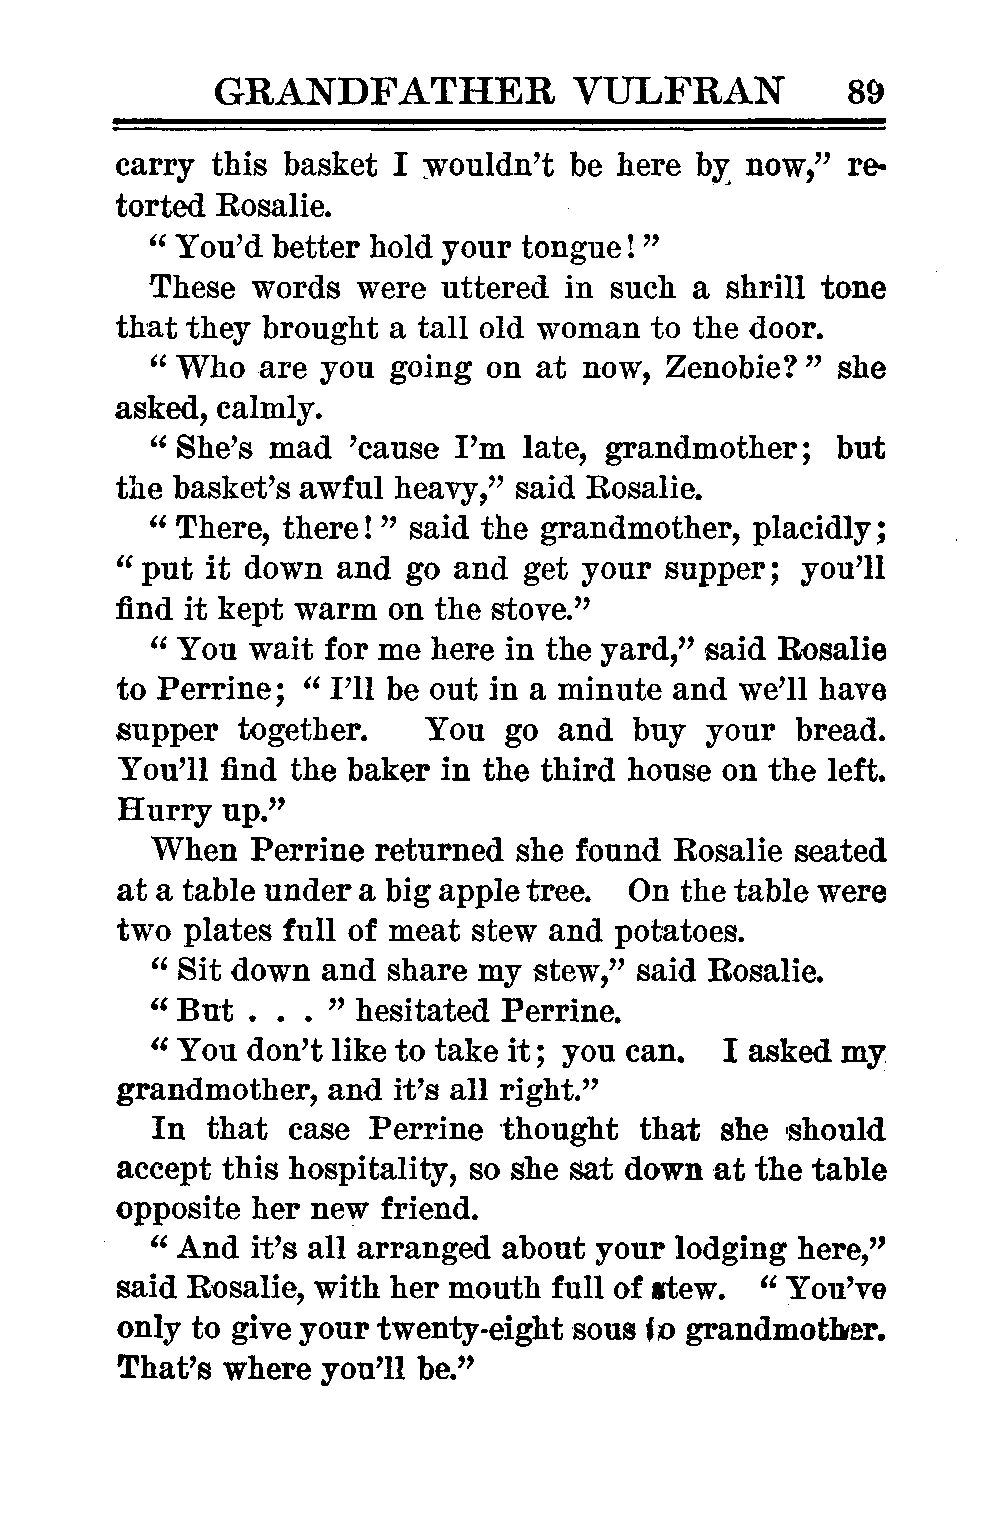 GRANDFATHER VULFRAN 89
carry this basket I wouldn't be here by now," re-
torted Rosalie.
" You'd better hold your tongue! "
These words were uttered in such a shrill tone
that they brought a tall old woman to the door.
" Who are you going on at now, Zenobie? " she
asked, calmly.
" She's mad 'cause I'm late, grandmother; but
the basket's awful heavy," said Rosalie.
" There, there! " said the grandmother, placidly;
" put it down and go and get your supper; you'll
find it kept warm on the stove."
" You wait for me here in the yard," said Rosalie
to Perrine; " I'll be out in a minute and we'll have
supper together. You go and buy your bread.
You'll find the baker in the third house on the left.
Hurry up."
When Perrine returned she found Rosalie seated
at a table under a big apple tree. On the table were
two plates full of meat stew and potatoes.
" Sit down and share my stew," said Rosalie.
" But . . . " hesitated Perrine.
" You don't like to take it; you can. I asked my
grandmother, and it's all right."
In that case Perrine thought that she should
accept this hospitality, so she sat down at the table
opposite her new friend.
" And it's all arranged about your lodging here,"
said Rosalie, with her mouth full of stew. " You've
only to give your twenty-eight sous to grandmother.
That's where you'll be."